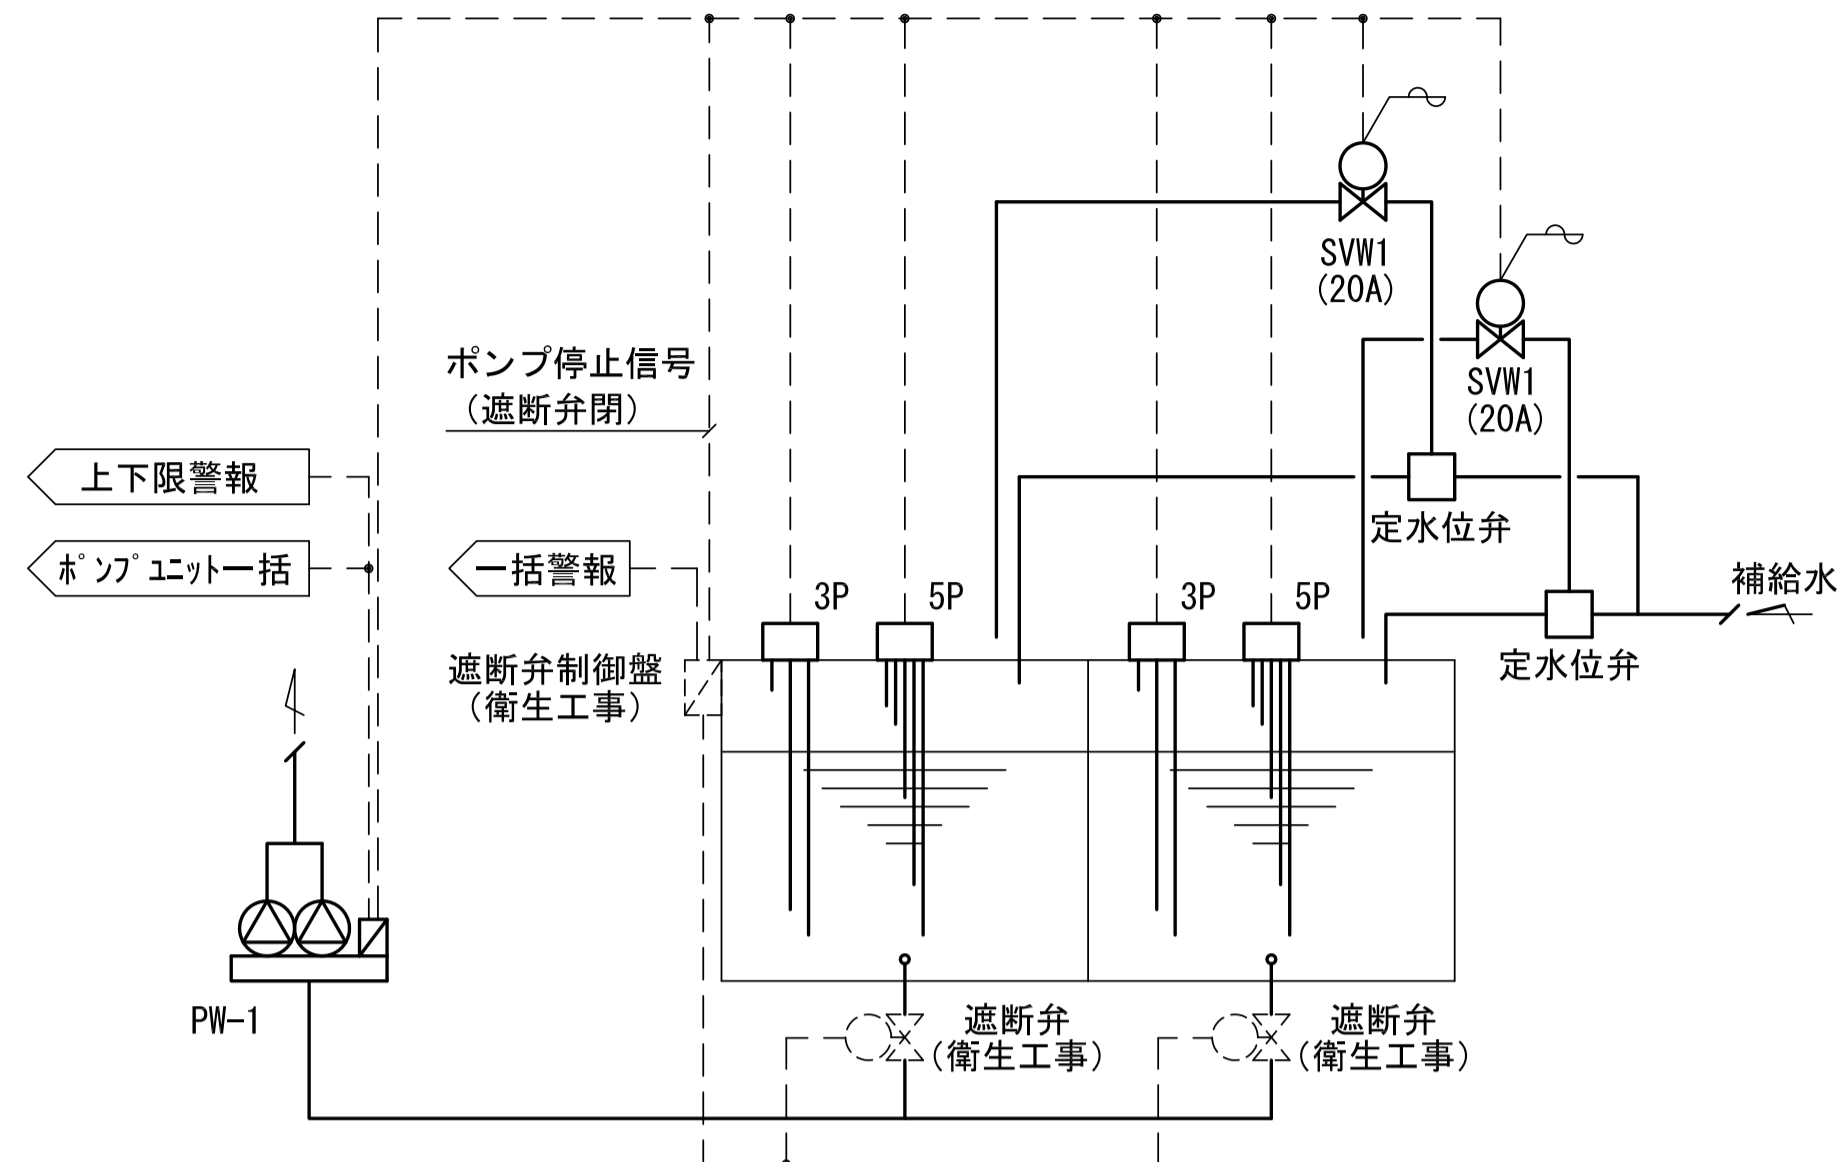 SVW1
(20A)
SVW1
(20A)
ポンプ停止信号
(遮断弁閉)
上下限警報
定水位弁
ﾎﾟﾝﾌﾟﾕﾆｯﾄ一括
一括警報
3P
5P
3P
5P
補給水
遮断弁制御盤
(衛生工事)
定水位弁
PW-1
遮断弁
(衛生工事)
遮断弁
(衛生工事)